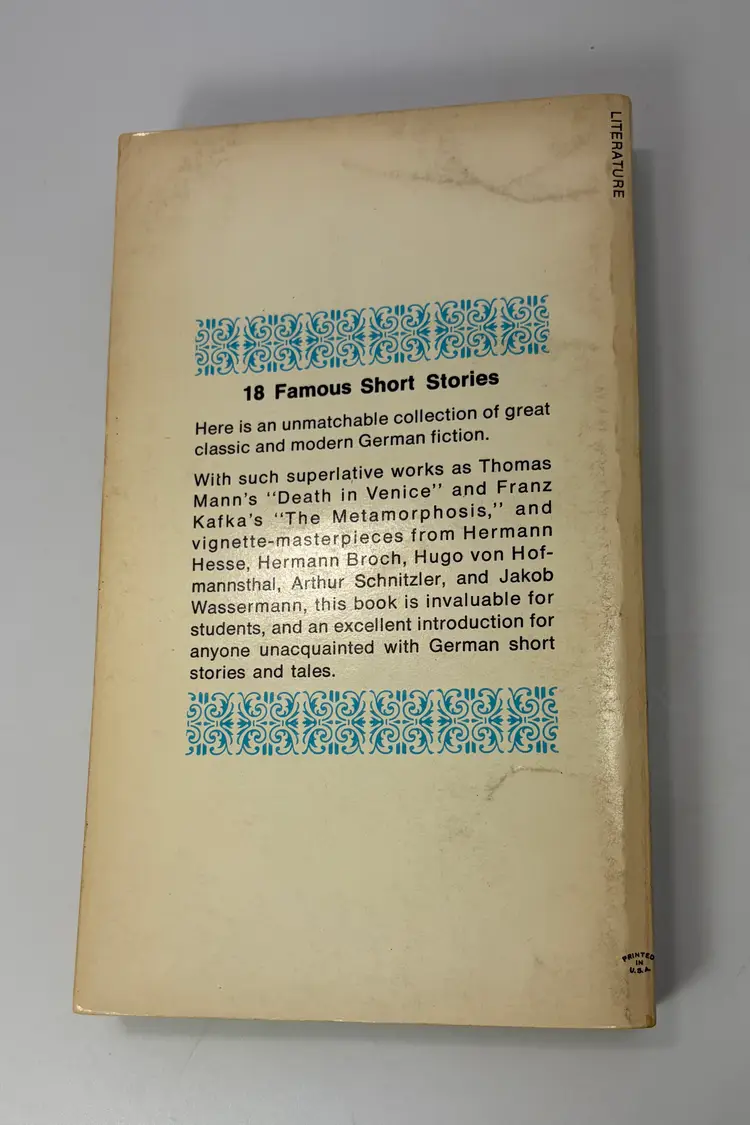 LITERATURE
18 Famous Short Stories
Here is an unmatchable collection of great
classic and modern German fiction.
With such superlative works as Thomas
Mann's "Death in Venice" and Franz
Kafka's "The Metamorphosis," and
vignette-masterpieces from Hermann
Hesse, Hermann Broch, Hugo von Hof-
mannsthal, Arthur Schnitzler, and Jakob
Wassermann, this book is invaluable for
students, and an excellent introduction for
anyone unacquainted with German short
stories and tales.
PRINTED
IN
U.S.A.